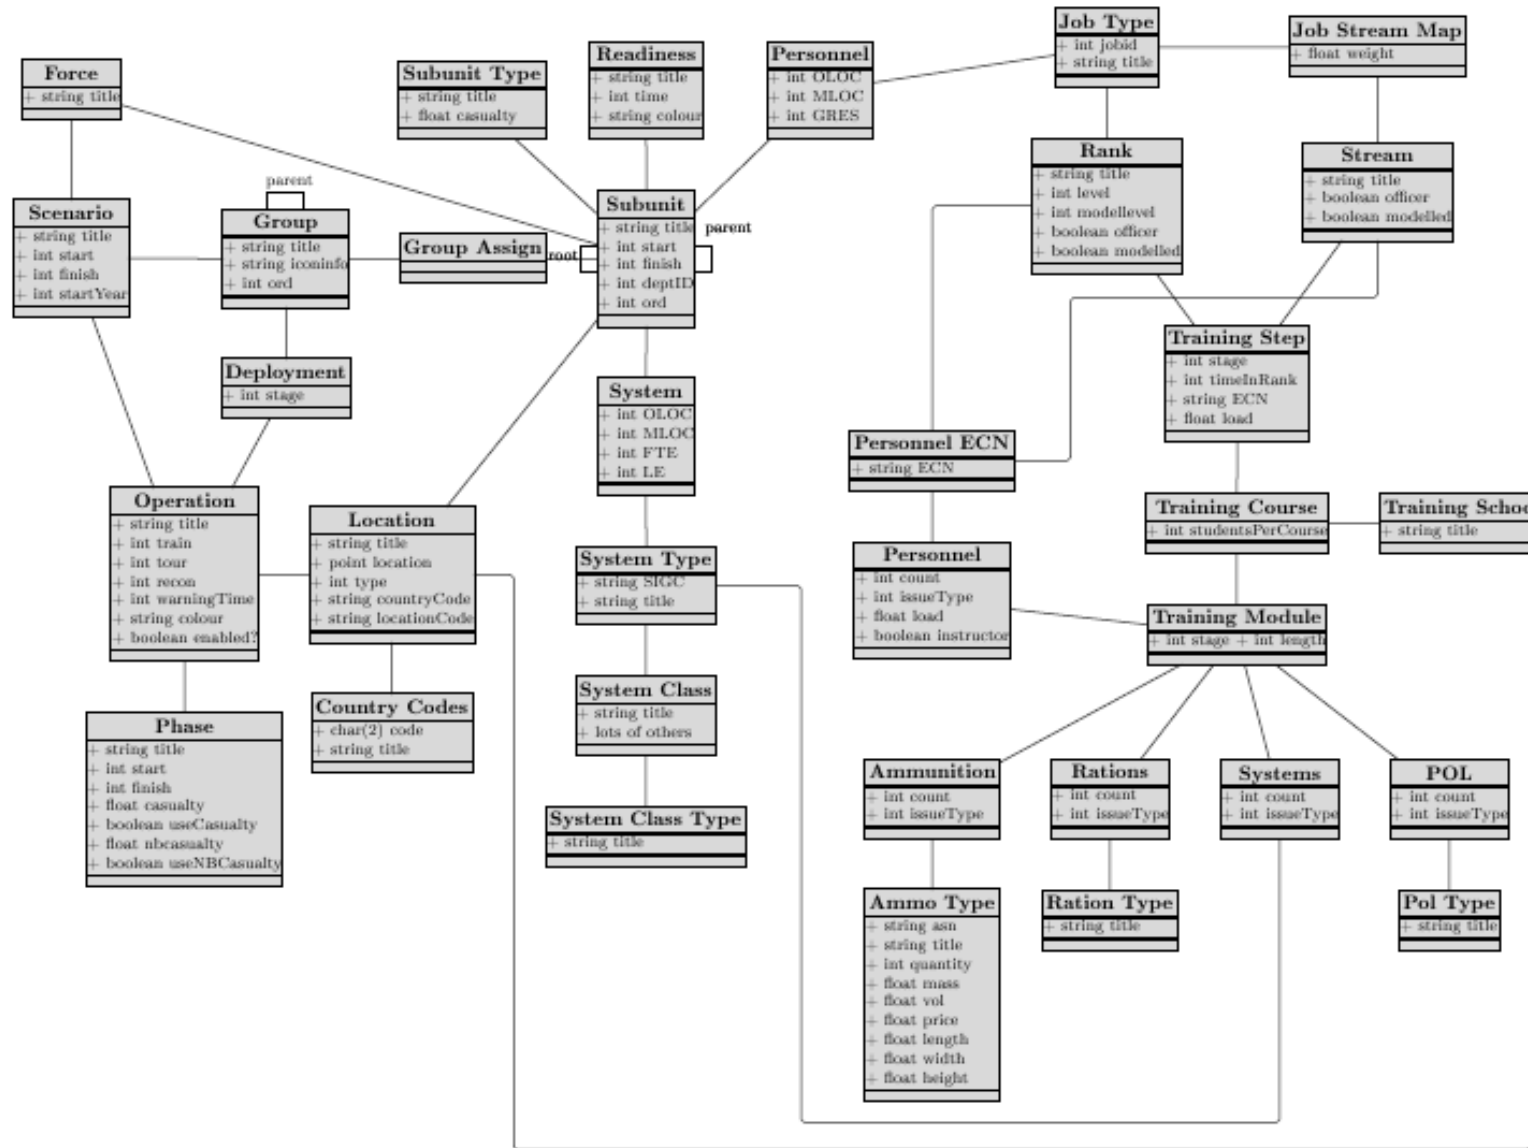 Force
+ string title
Subunit Type
+ string title
+ float casualty
Readiness
+ string title
+ int time
+ string colour
Personnel
+ int OLOC
+ int MLOC
+ int GRES
Job Type
+ int jobid
+ string title
Job Stream Map
+ float weight
Rank
+ string title
+ int level
+ int modellevel
+ boolean officer
+ boolean modelled
Stream
+ string title
+ boolean officer
+ boolean modelled
Scenario
+ string title
+ int start
+ int finish
+ int startYear
parent
Group
+ string title
+ string iconinfo
+ int ord
Group Assign
root
Subunit
+ string title
+ int start
+ int finish
+ int deptID
+ int ord
parent
Training Step
+ int stage
+ int timeInRank
+ string ECN
+ float load
Deployment
+ int stage
System
+ int OLOC
+ int MLOC
+ int FTE
+ int LE
Personnel ECN
+ string ECN
Operation
+ string title
+ int train
+ int tour
+ int recon
+ int warningTime
+ string colour
+ boolean enabled?
Location
+ string title
+ point location
+ int type
+ string countryCode
+ string locationCode
Training Course
+ int studentsPerCourse
Training Schoo
+ string title
System Type
+ string SIGC
+ string title
Personnel
+ int count
+ int issueType
+ float load
+ boolean instructor
Training Module
+ int stage + int length
Phase
+ string title
+ int start
+ int finish
+ float casualty
+ boolean useCasualty
+ float nbcasualty
+ boolean useNBCasualty
Country Codes
+ char(2) code
+ string title
System Class
+ string title
+ lots of others
System Class Type
+ string title
Ammunition
+ int count
+ int issueType
Rations
+ int count
+ int issueType
Systems
+ int count
+ int issueType
POL
+ int count
+ int issueType
Ammo Type
+ string asn
+ string title
+ int quantity
+ float mass
+ float vol
+ float price
+ float length
+ float width
+ float height
Ration Type
+ string title
Pol Type
+ string title